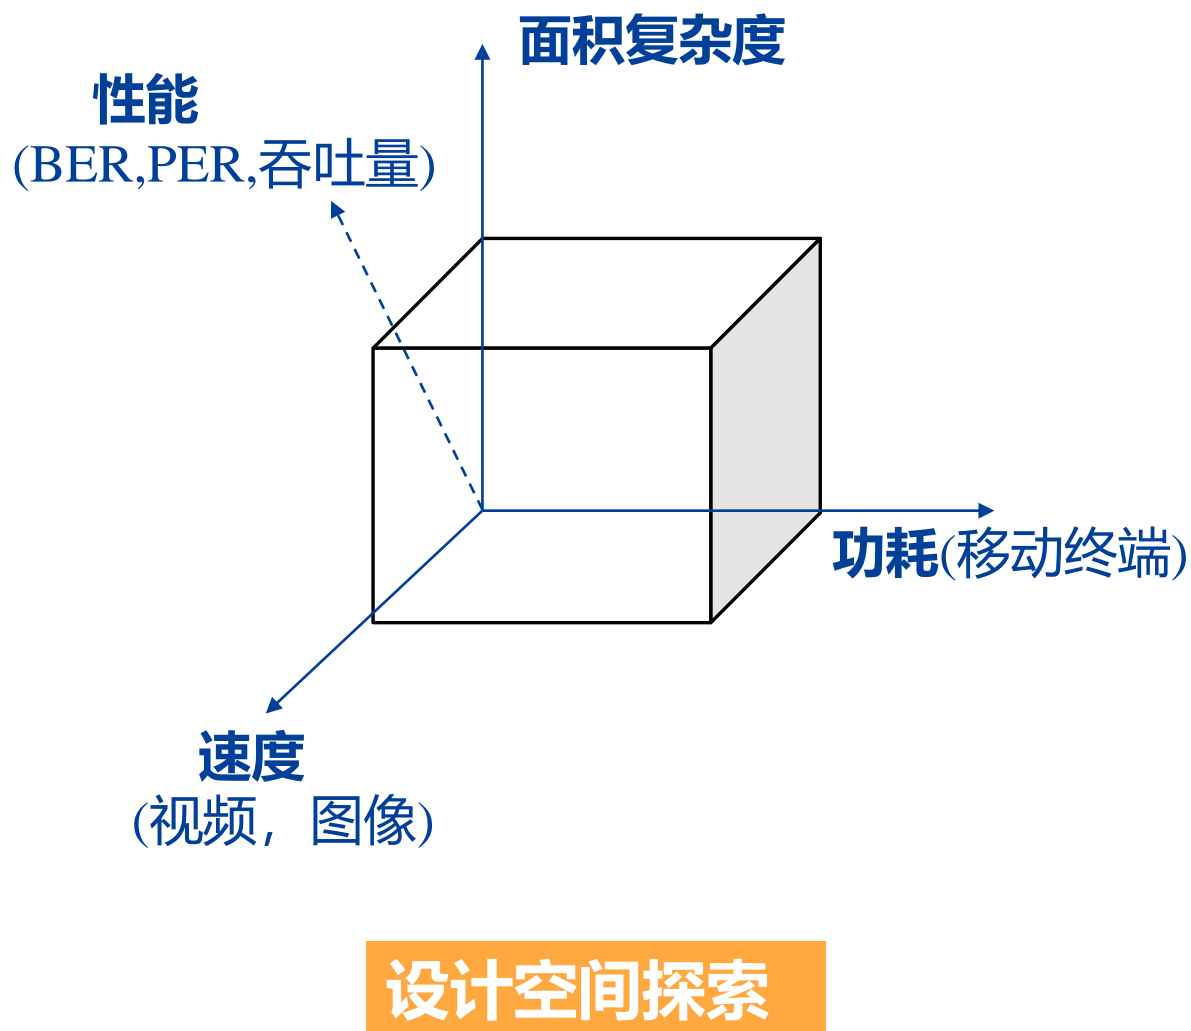 面积复杂度
性能
(BER,PER,吞吐量)
功耗(移动终端)
速度
(视频，图像)
设计空间探索